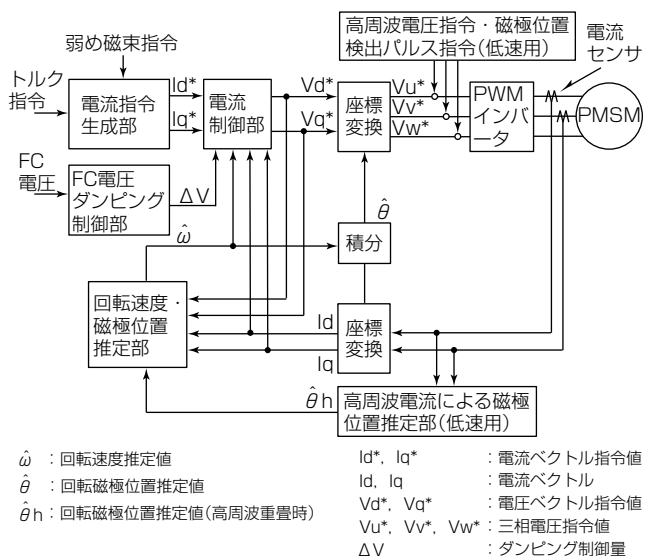 弱め磁束指令
高周波電圧指令・磁極位置
検出パルス指令(低速用)
電流
センサ
トルク
指令
電流指令
生成部
Id*
Iq*
電流
制御部
Vd*
Vq*
座標
変換
Vu*
Vv*
Vw*
PWM
インバ
ータ
PMSM
FC
電圧
FC電圧
ダンピング
制御部
ΔV
ω̂
θ̂
積分
回転速度・
磁極位置
推定部
Id
Iq
座標
変換
θ̂h
高周波電流による磁極
位置推定部(低速用)
ω̂ :回転速度推定値
θ̂ :回転磁極位置推定値
θ̂h:回転磁極位置推定値(高周波重畳時)
Id*, Iq* :電流ベクトル指令値
Id, Iq :電流ベクトル
Vd*, Vq* :電圧ベクトル指令値
Vu*, Vv*, Vw* :三相電圧指令値
ΔV :ダンピング制御量